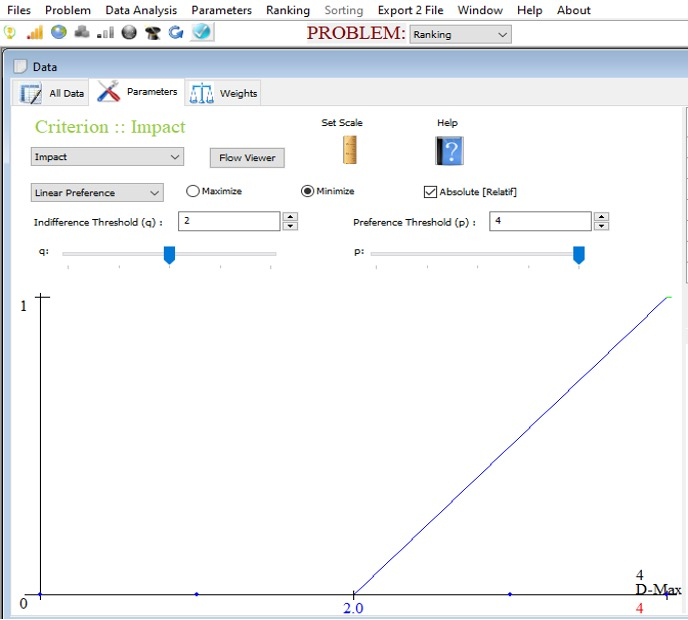 Files Problem Data Analysis Parameters Ranking Sorting Export 2 File Window Help About
PROBLEM: Ranking
Data
All Data Parameters Weights
Criterion :: Impact Set Scale Help
Impact Flow Viewer
Linear Preference Maximize Minimize Absolute [Relatif]
Indifference Threshold (q) : 2 Preference Threshold (p) : 4
q: p:
1
4
D-Max
0 2.0 4